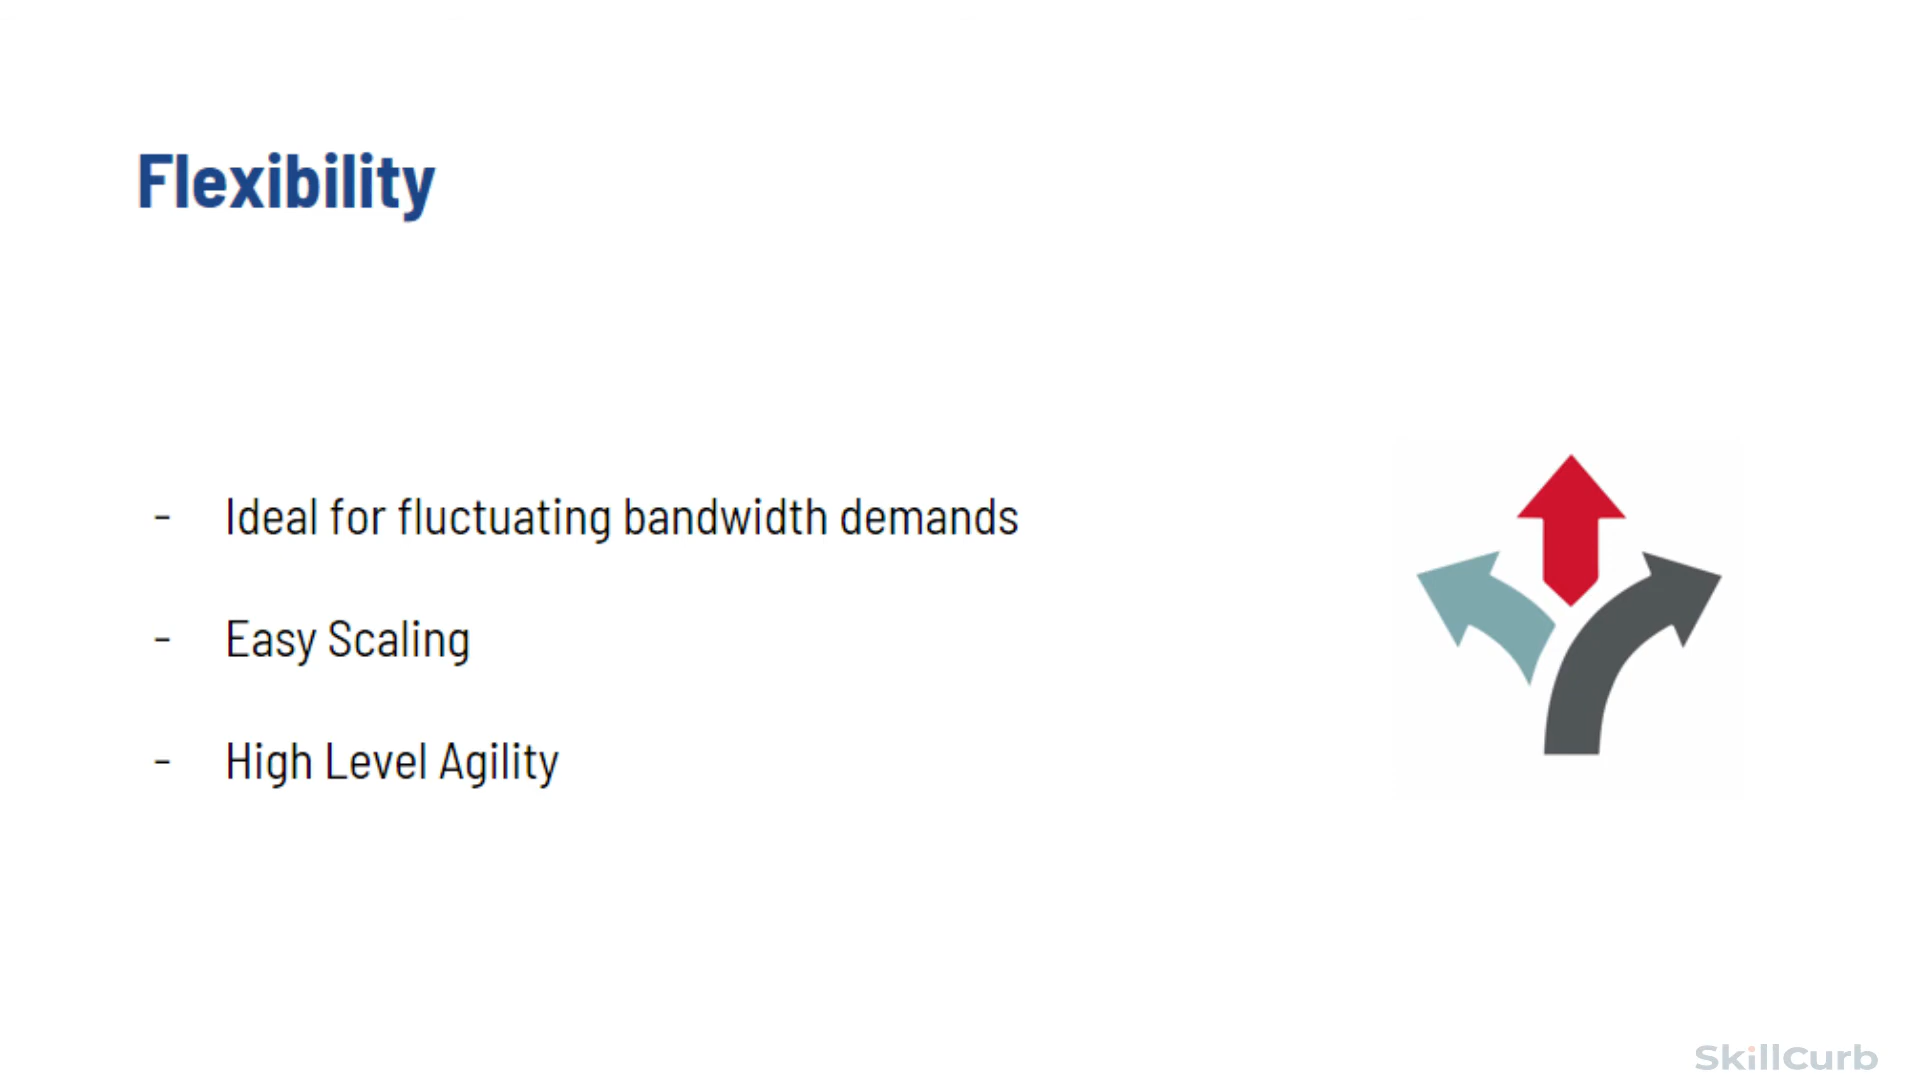 Flexibility
- Ideal for fluctuating bandwidth demands
- Easy Scaling
- High Level Agility
SkillCurb